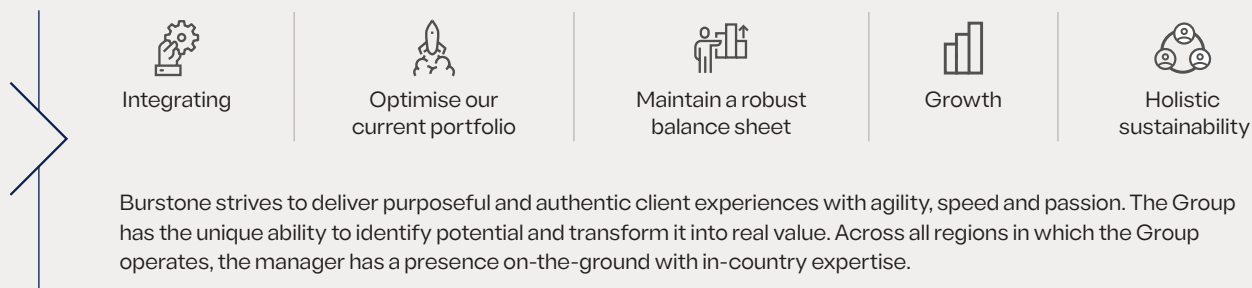 Integrating
Optimise our
current portfolio
Maintain a robust
balance sheet
Growth
Holistic
sustainability
Burstone strives to deliver purposeful and authentic client experiences with agility, speed and passion. The Group
has the unique ability to identify potential and transform it into real value. Across all regions in which the Group
operates, the manager has a presence on-the-ground with in-country expertise.